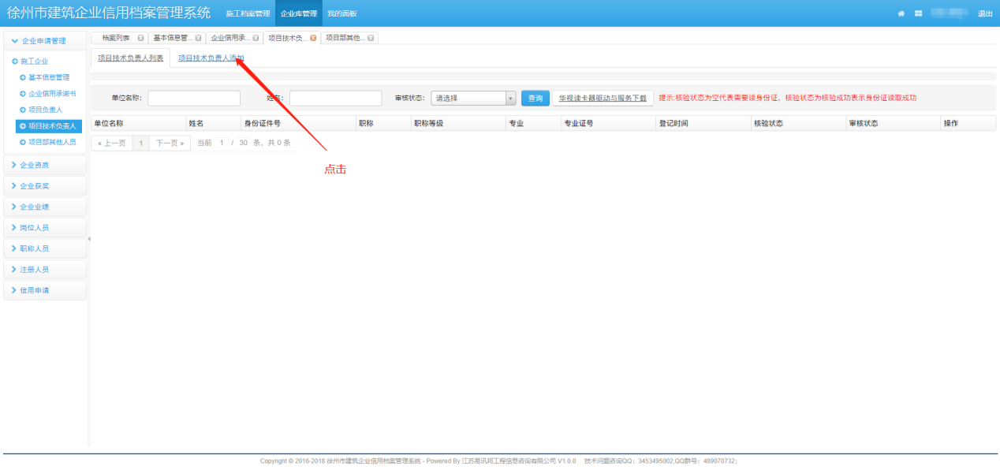 徐州市建筑企业信用档案管理系统 施工档案管理 企业库管理 我的面板 退出
企业申请管理
施工企业
基本信息管理
企业信用承诺书
项目负责人
项目技术负责人
项目部其他人员
企业资质
企业获奖
企业业绩
岗位人员
职称人员
注册人员
信用申请
档案列表 基本信息管... 企业信用承... 项目技术负... 项目部其他...
项目技术负责人列表 项目技术负责人添加
单位名称: 姓名: 审核状态: 请选择 查询 华视读卡器驱动与服务下载 提示:核验状态为空代表需要读身份证，核验状态为核验成功表示身份证读取成功
单位名称 姓名 身份证件号 职称 职称等级 专业 专业证号 登记时间 核验状态 审核状态 操作
« 上一页 1 下一页 » 当前 1 / 30 条，共 0 条
点击
Copyright © 2016-2018 徐州市建筑企业信用档案管理系统 - Powered By 江苏易讯邦工程信息咨询有限公司 V1.0.0 技术问题咨询QQ：3453495002,QQ群号：489070732;